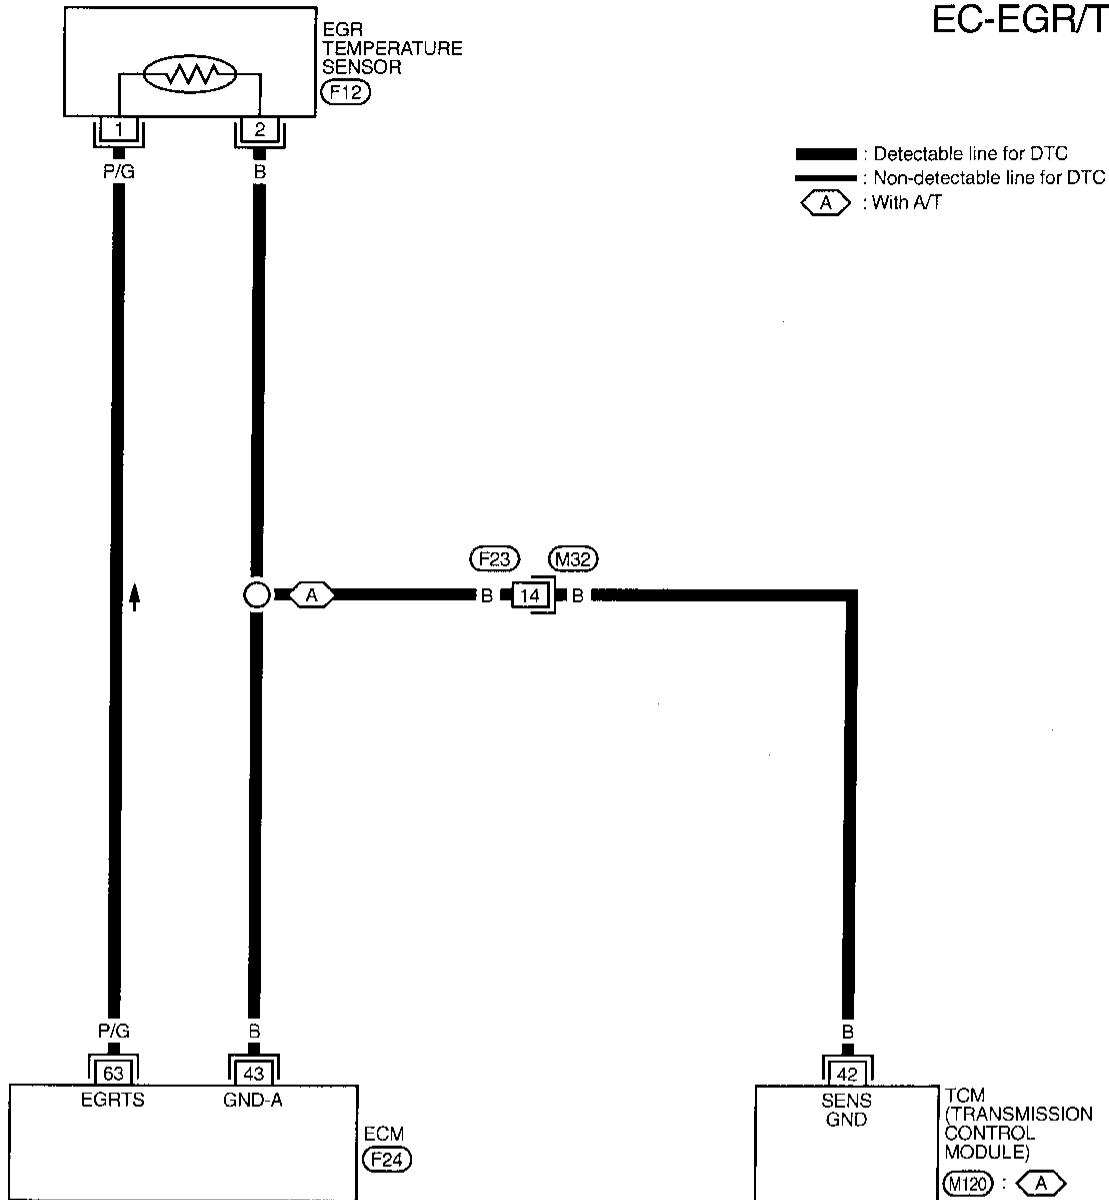 EC-EGR/T
EGR
TEMPERATURE
SENSOR
F12
1
2
P/G
B
: Detectable line for DTC
: Non-detectable line for DTC
A : With A/T
F23
M32
A
B
14
B
P/G
B
B
63
43
42
EGRTS
GND-A
SENS
GND
ECM
F24
TCM
(TRANSMISSION
CONTROL
MODULE)
M120 : A